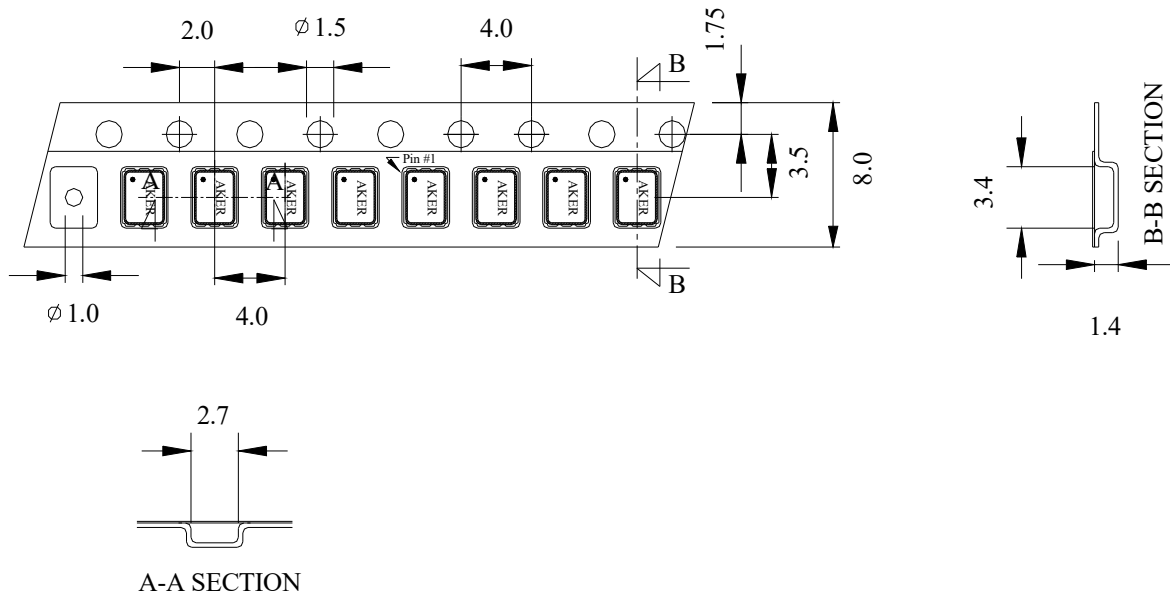 2.0
⌀ 1.5
4.0
1.75
B
Pin #1
A
A
AKER
AKER
AKER
AKER
AKER
AKER
AKER
AKER
3.5
8.0
B
⌀ 1.0
4.0
3.4
B-B SECTION
1.4
2.7
A-A SECTION